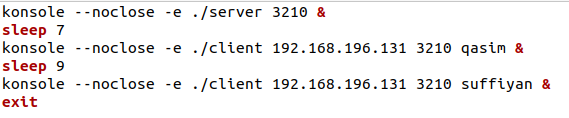 konsole --noclose -e ./server 3210 &
sleep 7
konsole --noclose -e ./client 192.168.196.131 3210 qasim &
sleep 9
konsole --noclose -e ./client 192.168.196.131 3210 suffiyan &
exit